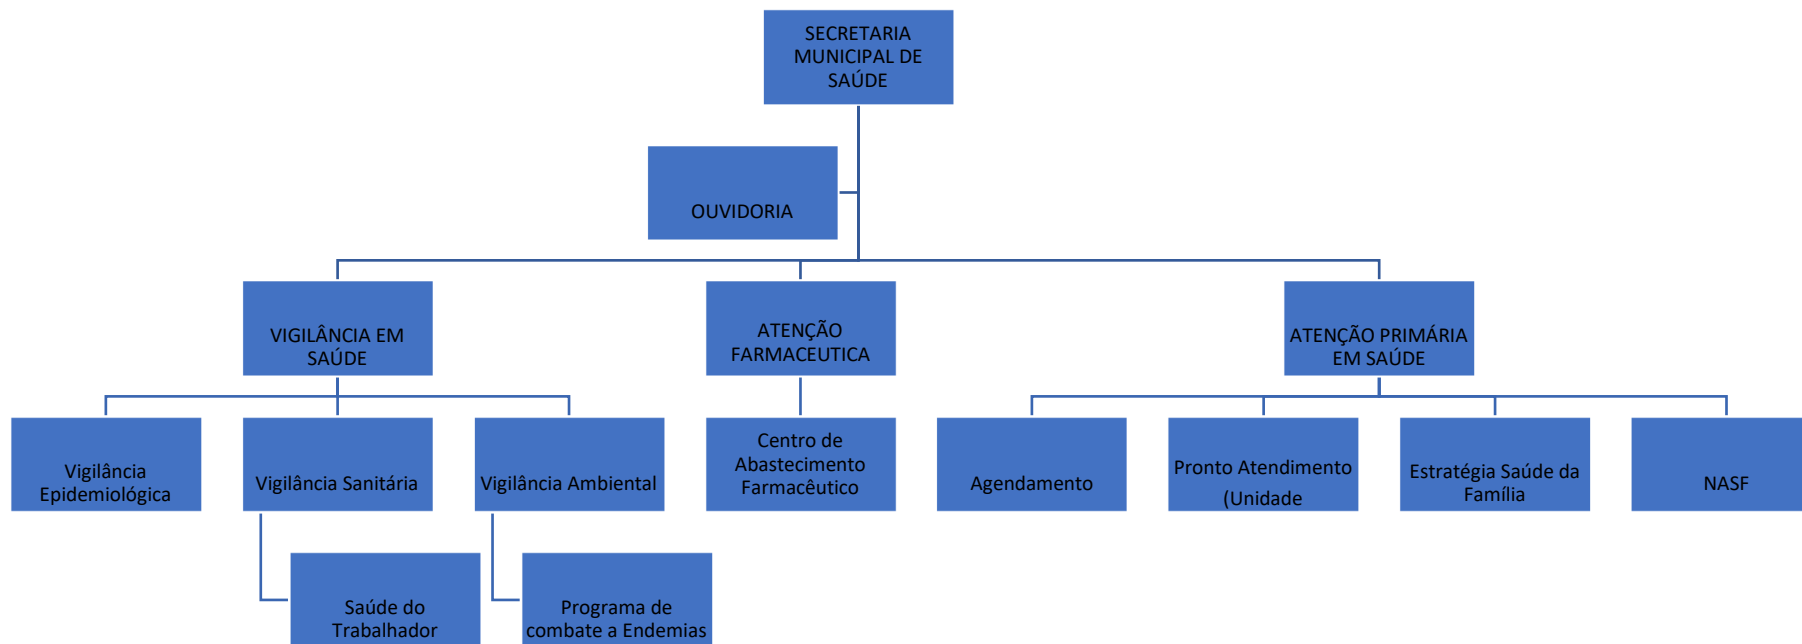 SECRETARIA
MUNICIPAL DE
SAÚDE
OUVIDORIA
VIGILÂNCIA EM
SAÚDE
ATENÇÃO
FARMACEUTICA
ATENÇÃO PRIMÁRIA
EM SAÚDE
Vigilância
Epidemiológica
Vigilância Sanitária
Vigilância Ambiental
Centro de
Abastecimento
Farmacêutico
Agendamento
Pronto Atendimento
(Unidade
Estratégia Saúde da
Família
NASF
Saúde do
Trabalhador
Programa de
combate a Endemias